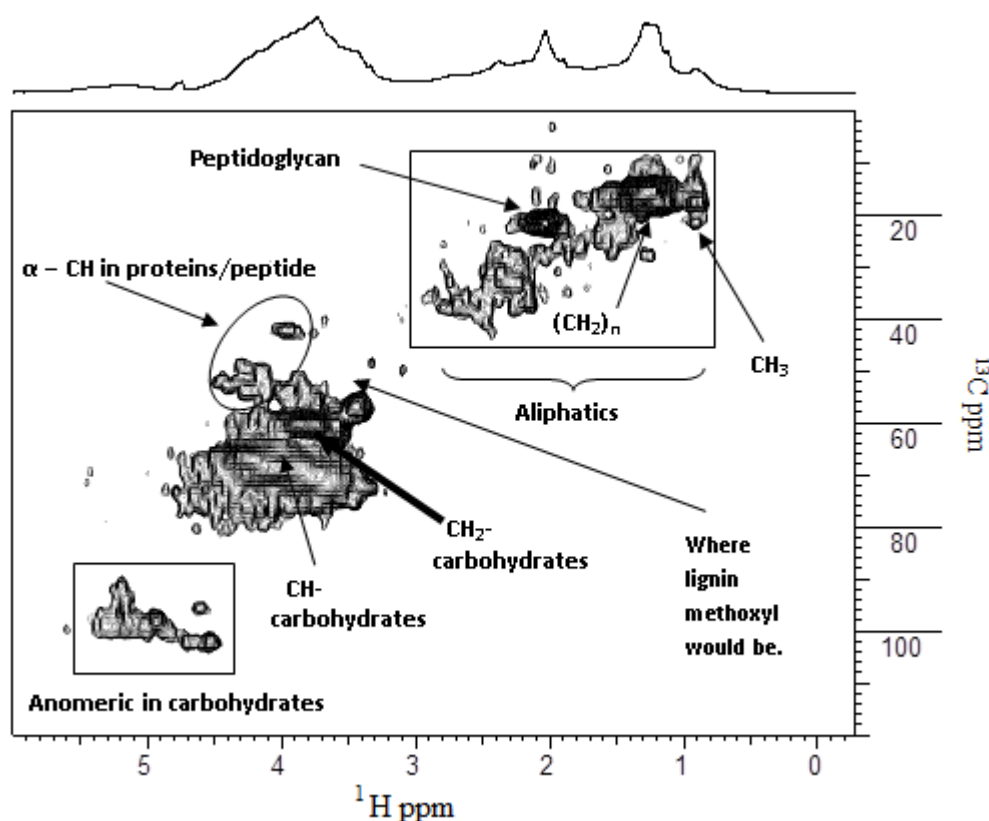 Peptidoglycan
α – CH in proteins/peptide
(CH₂)ₙ
CH₃
Aliphatics
CH₂-
carbohydrates
CH-
carbohydrates
Where
lignin
methoxyl
would be.
Anomeric in carbohydrates
20
40
60
80
100
¹³C ppm
5 4 3 2 1 0
¹H ppm